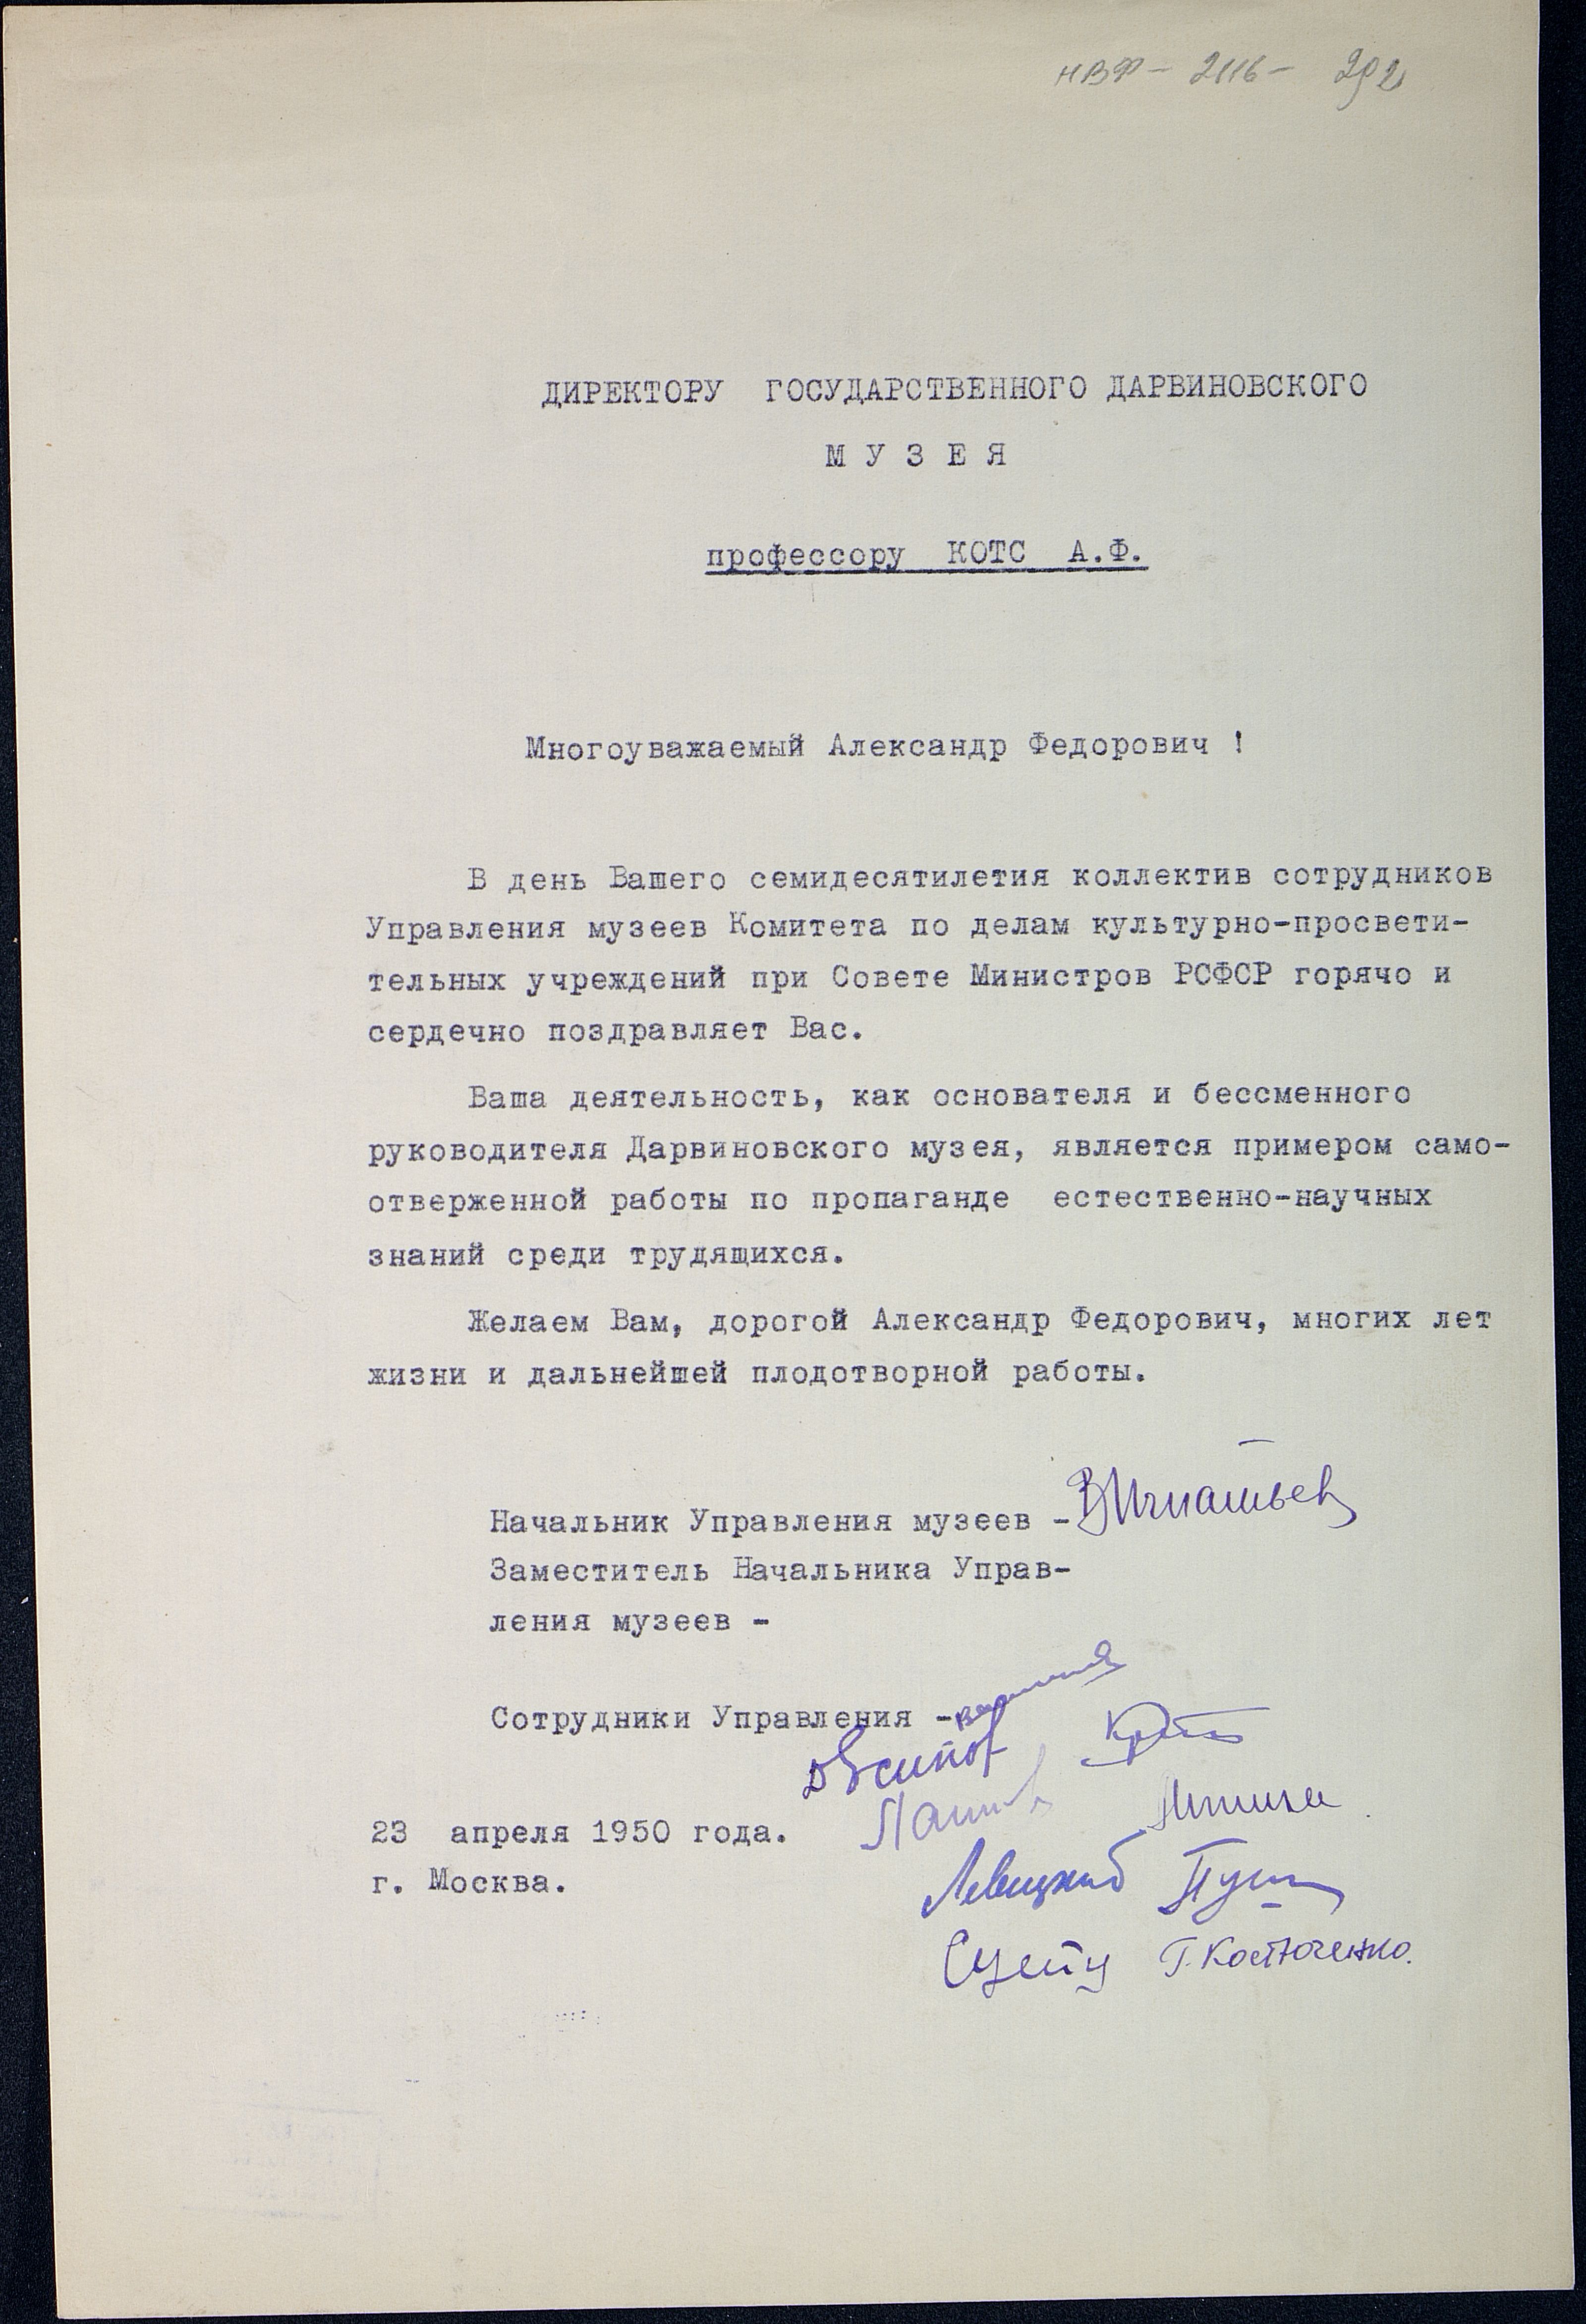 НВФ - 2116 - 292
ДИРЕКТОРУ ГОСУДАРСТВЕННОГО ДАРВИНОВСКОГО
М У З Е Я
профессору КОТС А.Ф.
Многоуважаемый Александр Федорович !
В день Вашего семидесятилетия коллектив сотрудников
Управления музеев Комитета по делам культурно-просвети-
тельных учреждений при Совете Министров РСФСР горячо и
сердечно поздравляет Вас.
Ваша деятельность, как основателя и бессменного
руководителя Дарвиновского музея, является примером само-
отверженной работы по пропаганде естественно-научных
знаний среди трудящихся.
Желаем Вам, дорогой Александр Федорович, многих лет
жизни и дальнейшей плодотворной работы.
Начальник Управления музеев - ВИгнатьев
Заместитель Начальника Управ-
ления музеев -
Сотрудники Управления -
23 апреля 1950 года.
г. Москва.
Левицкий
Г. Костюченко.